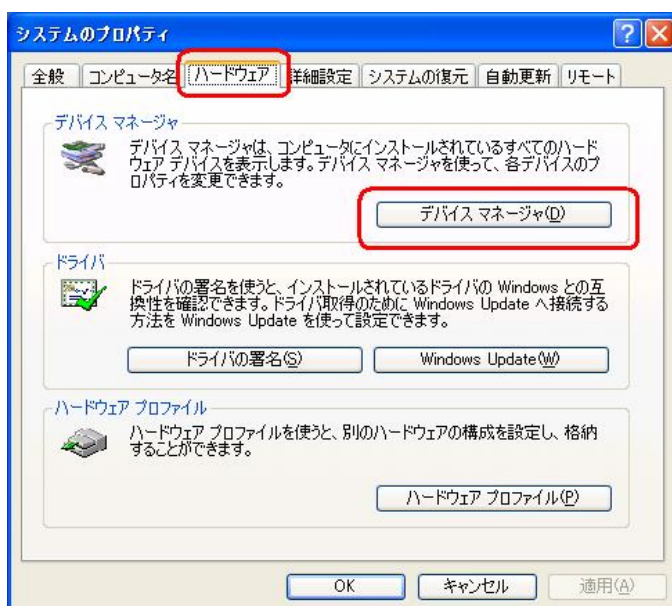 システムのプロパティ
全般 コンピュータ名 ハードウェア 詳細設定 システムの復元 自動更新 リモート
デバイス マネージャ
デバイス マネージャは、コンピュータにインストールされているすべてのハード
ウェア デバイスを表示します。デバイス マネージャを使って、各デバイスのプ
ロパティを変更できます。
デバイス マネージャ(D)
ドライバ
ドライバの署名を使うと、インストールされているドライバの Windows との互
換性を確認できます。ドライバ取得のために Windows Update へ接続する
方法を Windows Update を使って設定できます。
ドライバの署名(S) Windows Update(W)
ハードウェア プロファイル
ハードウェア プロファイルを使うと、別のハードウェアの構成を設定し、格納
することができます。
ハードウェア プロファイル(P)
OK キャンセル 適用(A)